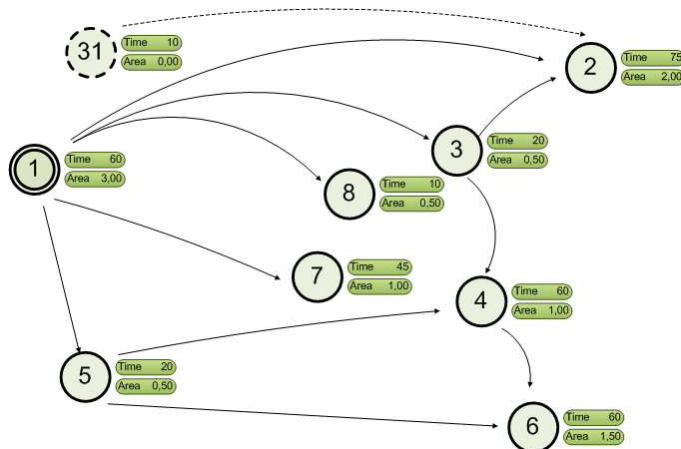 31
Time 10
Area 0,00
2
Time 75
Area 2,00
3
Time 20
Area 0,50
1
Time 60
Area 3,00
8
Time 10
Area 0,50
7
Time 45
Area 1,00
4
Time 60
Area 1,00
5
Time 20
Area 0,50
6
Time 60
Area 1,50